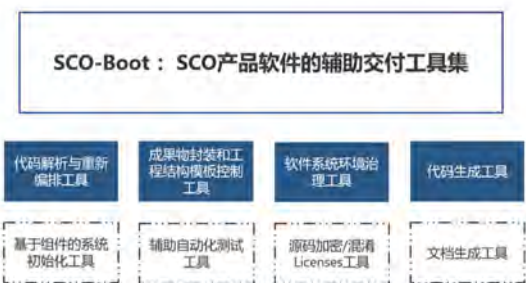 SCO-Boot： SCO产品软件的辅助交付工具集
代码解析与重新
编排工具
成果物封装和工
程结构模板控制
工具
软件系统环境治
理工具
代码生成工具
基于组件的系统
初始化工具
辅助自动化测试
工具
源码加密/混淆
Licenses工具
文档生成工具